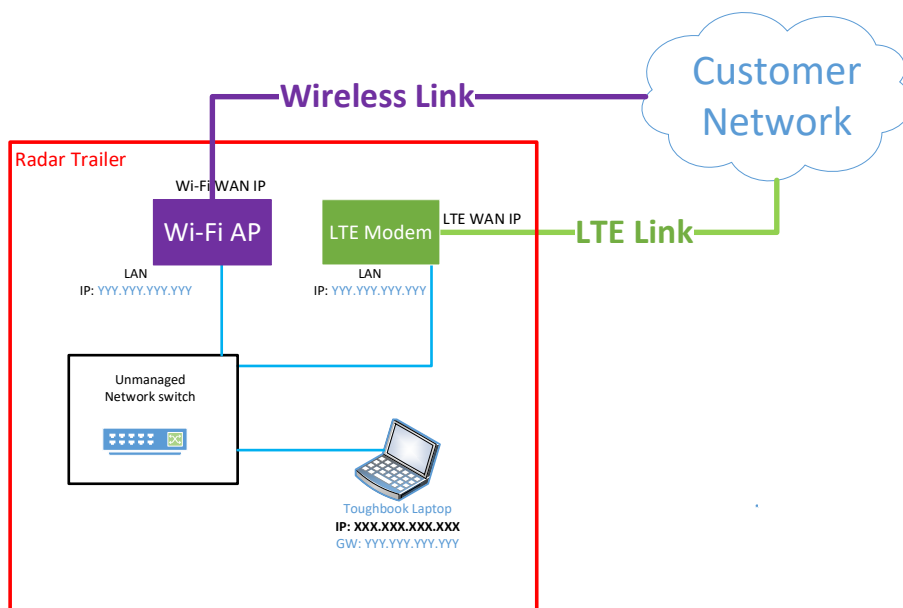 Customer
Network
Wireless Link
Radar Trailer
Wi-Fi WAN IP
Wi-Fi AP
LTE Modem
LTE WAN IP
LTE Link
LAN
IP: YYY.YYY.YYY.YYY
LAN
IP: YYY.YYY.YYY.YYY
Unmanaged
Network switch
Toughbook Laptop
IP: XXX.XXX.XXX.XXX
GW: YYY.YYY.YYY.YYY